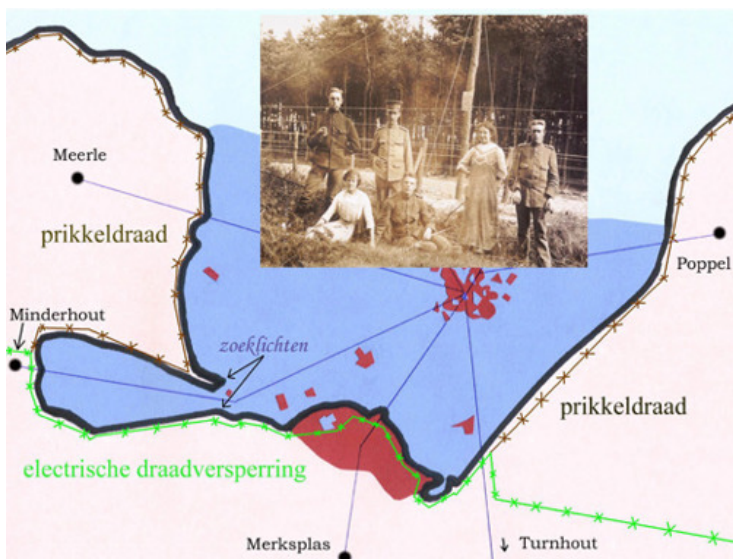 Meerle
prikkeldraad
Poppel
Minderhout
zoeklichten
prikkeldraad
electrische draadversperring
Merksplas
Turnhout